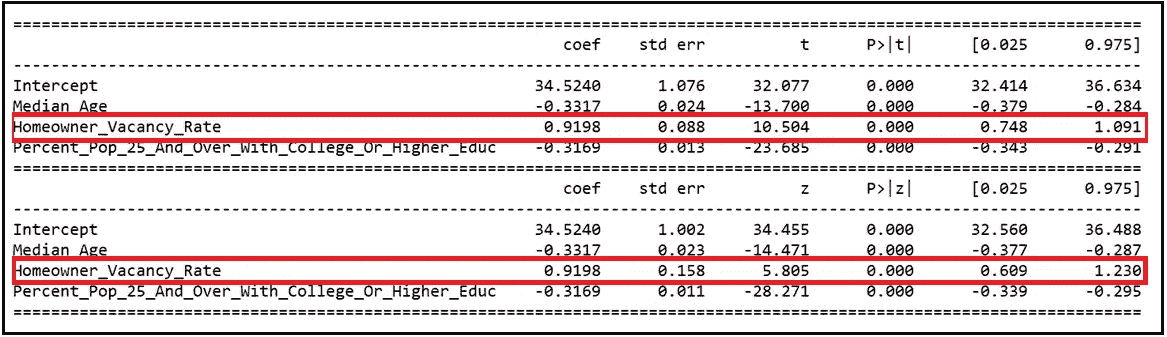 ==============================================================================================================
coef std err t P>|t| [0.025 0.975]
--------------------------------------------------------------------------------------------------------------
Intercept 34.5240 1.076 32.077 0.000 32.414 36.634
Median_Age -0.3317 0.024 -13.700 0.000 -0.379 -0.284
Homeowner_Vacancy_Rate 0.9198 0.088 10.504 0.000 0.748 1.091
Percent_Pop_25_And_Over_With_College_Or_Higher_Educ -0.3169 0.013 -23.685 0.000 -0.343 -0.291
==============================================================================================================
coef std err z P>|z| [0.025 0.975]
--------------------------------------------------------------------------------------------------------------
Intercept 34.5240 1.002 34.455 0.000 32.560 36.488
Median_Age -0.3317 0.023 -14.471 0.000 -0.377 -0.287
Homeowner_Vacancy_Rate 0.9198 0.158 5.805 0.000 0.609 1.230
Percent_Pop_25_And_Over_With_College_Or_Higher_Educ -0.3169 0.011 -28.271 0.000 -0.339 -0.295
==============================================================================================================